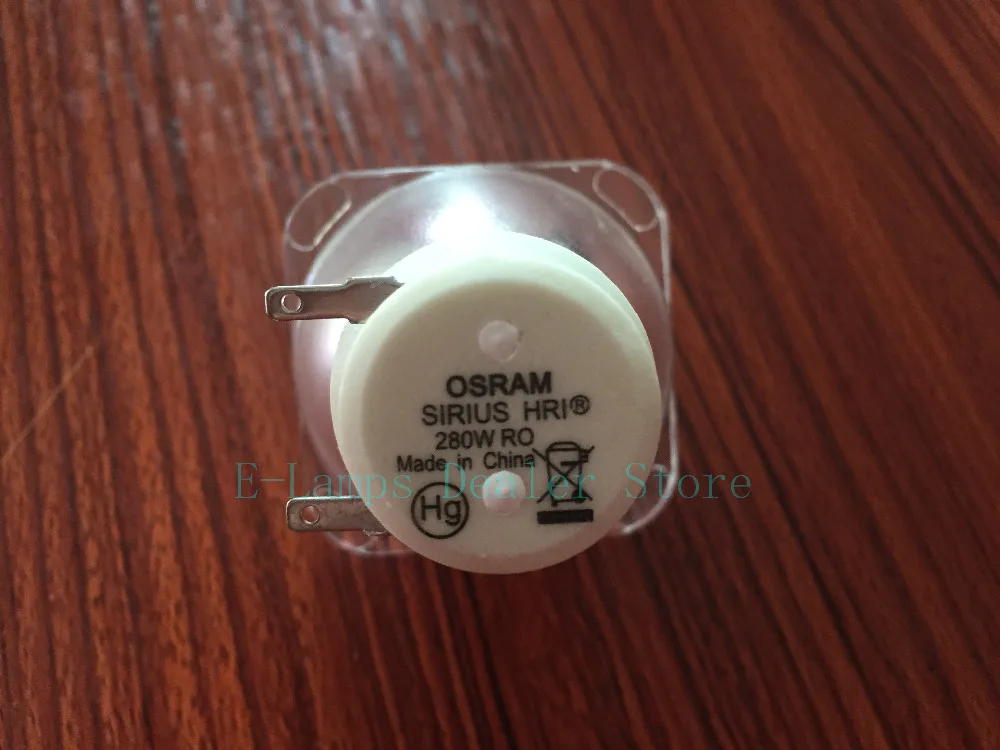 OSRAM
SIRIUS HRI®
280W RO
Made in China
E-Lamps Dealer Store
Hg